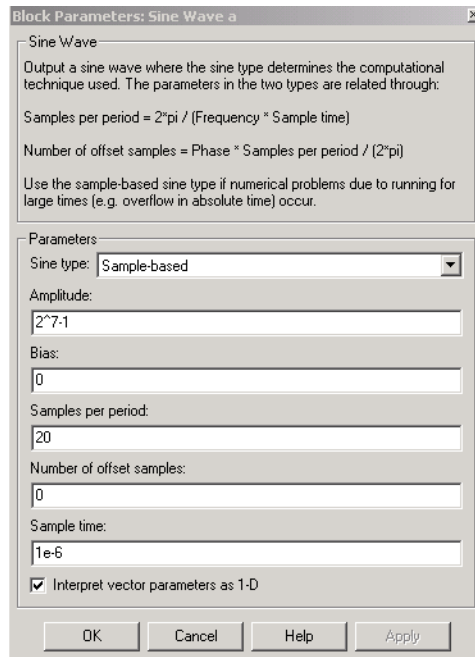 Block Parameters: Sine Wave a
Sine Wave
Output a sine wave where the sine type determines the computational
technique used. The parameters in the two types are related through:
Samples per period = 2*pi / (Frequency * Sample time)
Number of offset samples = Phase * Samples per period / (2*pi)
Use the sample-based sine type if numerical problems due to running for
large times (e.g. overflow in absolute time) occur.
Parameters
Sine type: Sample-based
Amplitude:
2^7-1
Bias:
0
Samples per period:
20
Number of offset samples:
0
Sample time:
1e-6
Interpret vector parameters as 1-D
OK Cancel Help Apply